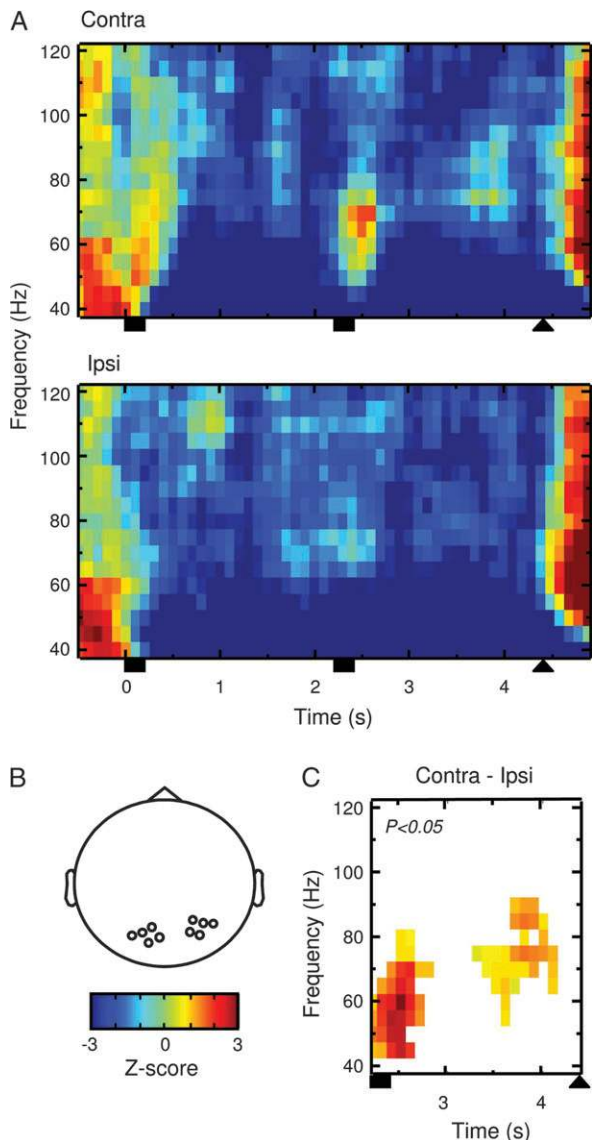 A
Contra
120
100
80
60
40
Frequency (Hz)
Ipsi
120
100
80
60
40
0 1 2 3 4
Time (s)
B
-3 0 3
Z-score
C
Contra - Ipsi
P<0.05
120
100
80
60
40
Frequency (Hz)
3 4
Time (s)